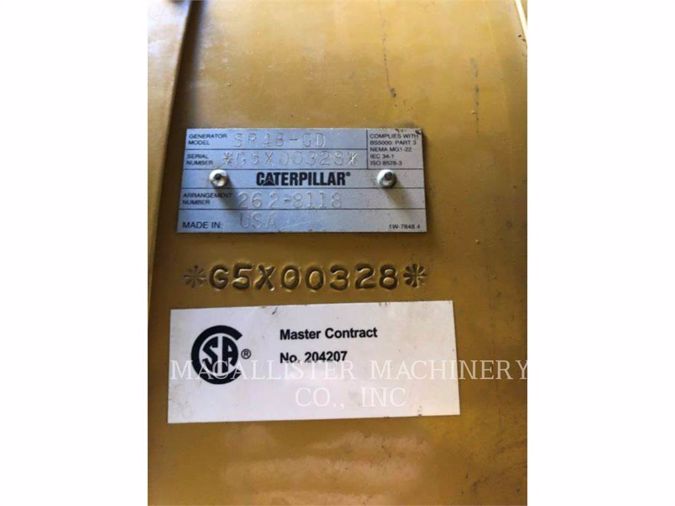 GENERATOR MODEL SR4B-GD
SERIAL NUMBER *G5X00328*
COMPLIES WITH
BS5000: PART 3
NEMA MG1-22
IEC 34-1
ISO 8528-3
CATERPILLAR®
ARRANGEMENT NUMBER 262-8118
MADE IN: USA
1W-7848 4
*G5X00328*
CSA ®
Master Contract
No. 204207
MACALLISTER MACHINERY
CO., INC